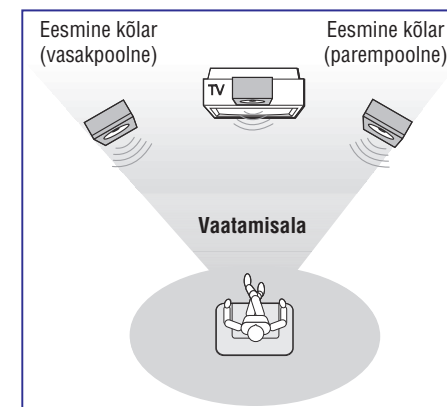 Eesmine kõlar
(vasakpoolne)
Eesmine kõlar
(parempoolne)
TV
Vaatamisala